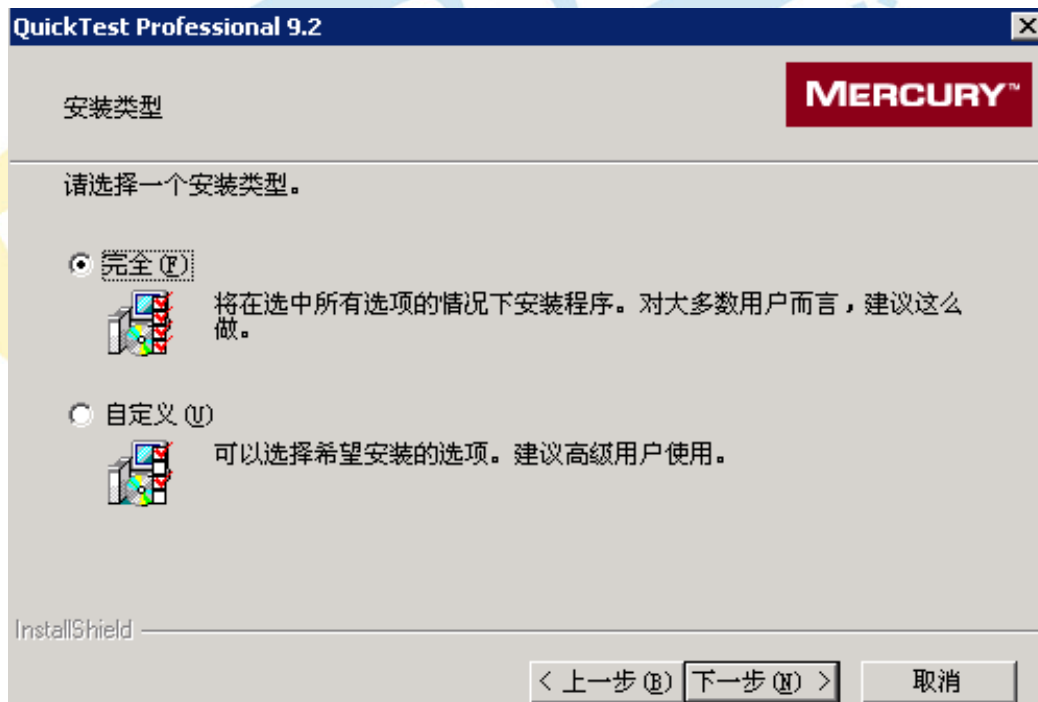 QuickTest Professional 9.2
安装类型
MERCURY™
请选择一个安装类型。
完全(F)
将在选中所有选项的情况下安装程序。对大多数用户而言，建议这么
做。
自定义(U)
可以选择希望安装的选项。建议高级用户使用。
InstallShield
< 上一步(B) 下一步(N) > 取消